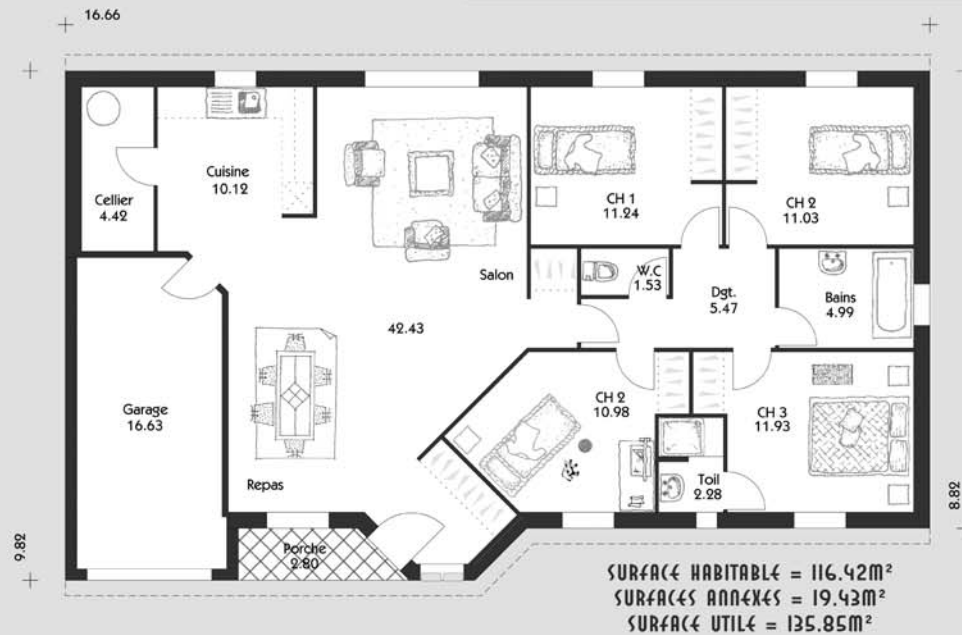 16.66
Cuisine
10.12
Cellier
4.42
CH 1
11.24
CH 2
11.03
Salon
W.C
1.53
Dgt.
5.47
Bains
4.99
42.43
Garage
16.63
CH 2
10.98
CH 3
11.93
Repas
Toil
2.28
Porche
2.80
9.82
8.82
SURFACE HABITABLE = 116.42M²
SURFACES ANNEXES = 19.43M²
SURFACE UTILE = 135.85M²